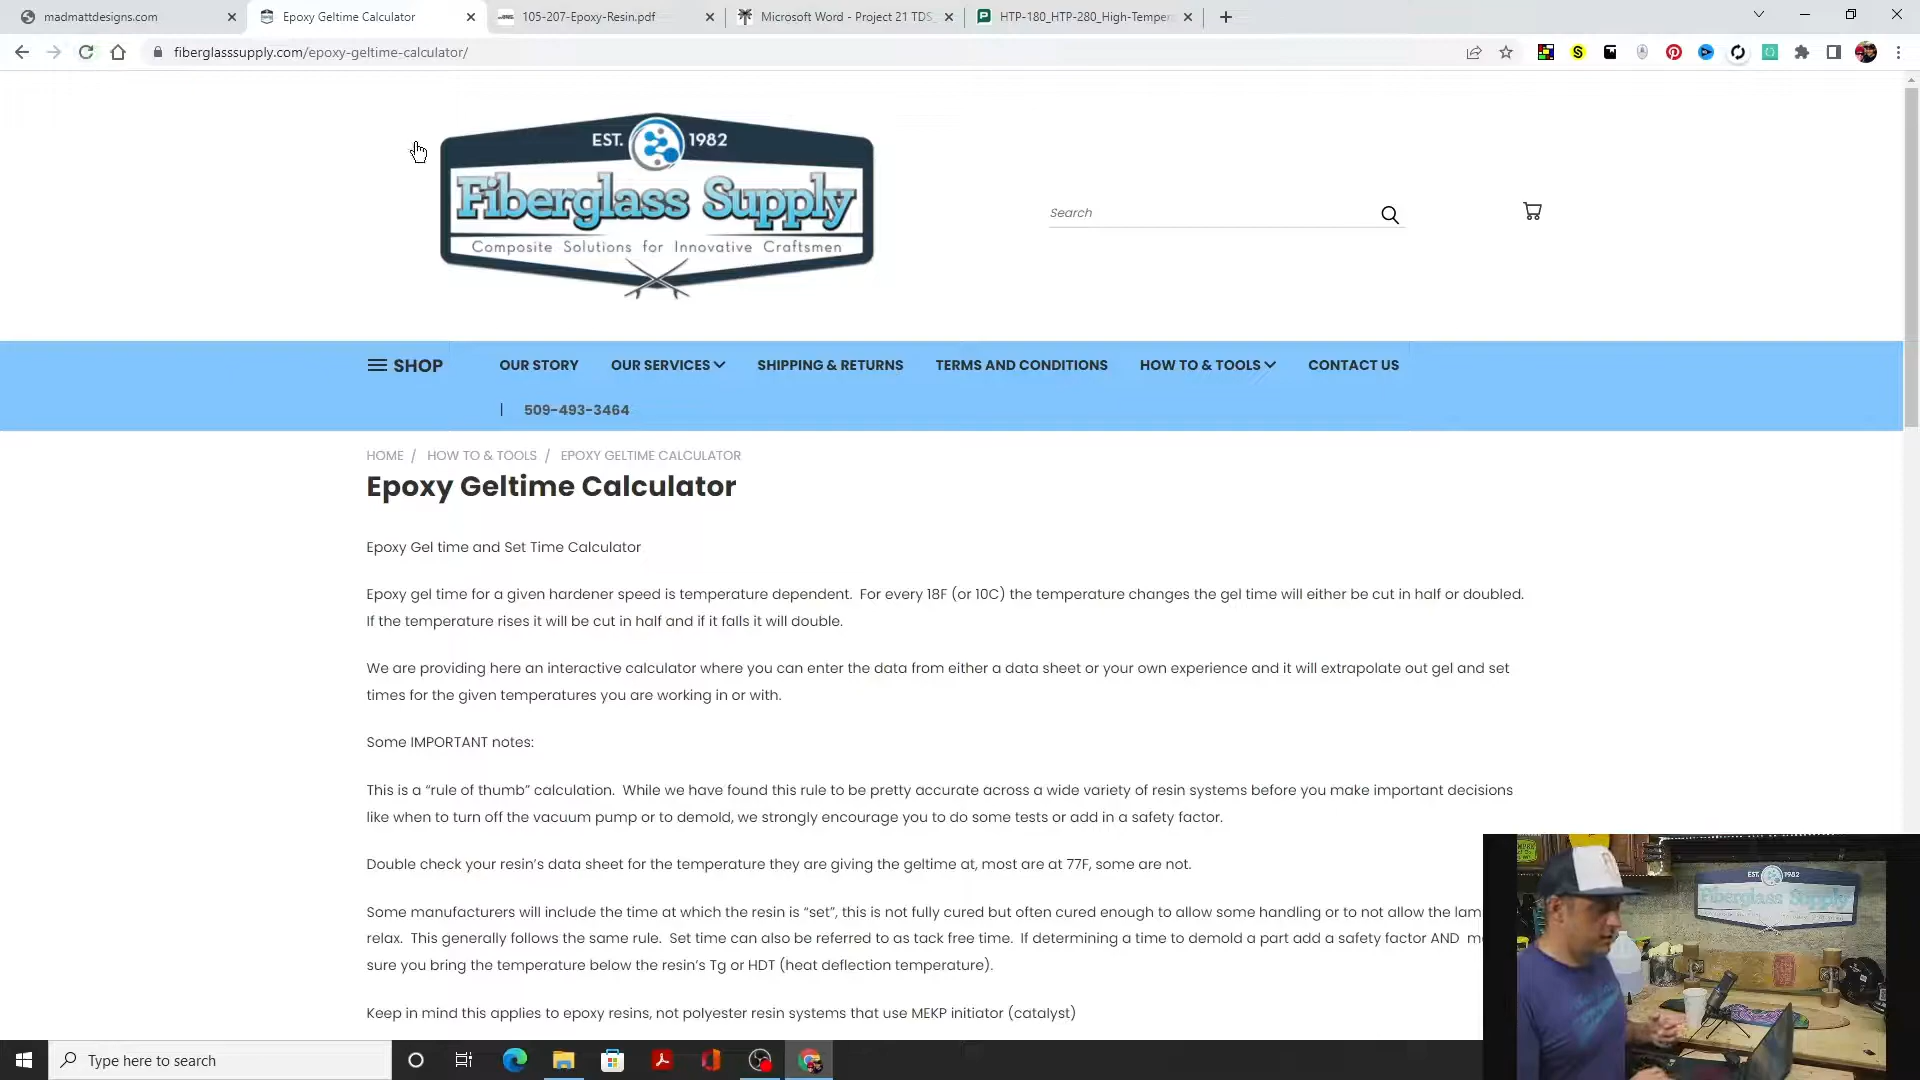 madmattdesigns.com
Epoxy Geltime Calculator
105-207-Epoxy-Resin.pdf
Microsoft Word - Project 21 TDS
HTP-180_HTP-280_High-Temper
fiberglasssupply.com/epoxy-geltime-calculator/
EST. 1982
Fiberglass Supply
Composite Solutions for Innovative Craftsmen
Search
SHOP
OUR STORY
OUR SERVICES
SHIPPING & RETURNS
TERMS AND CONDITIONS
HOW TO & TOOLS
CONTACT US
| 509-493-3464
HOME / HOW TO & TOOLS / EPOXY GELTIME CALCULATOR
Epoxy Geltime Calculator
Epoxy Gel time and Set Time Calculator
Epoxy gel time for a given hardener speed is temperature dependent. For every 18F (or 10C) the temperature changes the gel time will either be cut in half or doubled.
If the temperature rises it will be cut in half and if it falls it will double.
We are providing here an interactive calculator where you can enter the data from either a data sheet or your own experience and it will extrapolate out gel and set
times for the given temperatures you are working in or with.
Some IMPORTANT notes:
This is a “rule of thumb” calculation. While we have found this rule to be pretty accurate across a wide variety of resin systems before you make important decisions
like when to turn off the vacuum pump or to demold, we strongly encourage you to do some tests or add in a safety factor.
Double check your resin’s data sheet for the temperature they are giving the geltime at, most are at 77F, some are not.
Some manufacturers will include the time at which the resin is “set”, this is not fully cured but often cured enough to allow some handling or to not allow the lam
relax. This generally follows the same rule. Set time can also be referred to as tack free time. If determining a time to demold a part add a safety factor AND m
sure you bring the temperature below the resin’s Tg or HDT (heat deflection temperature).
Keep in mind this applies to epoxy resins, not polyester resin systems that use MEKP initiator (catalyst)
EST. 1982
Fiberglass Supply
Type here to search